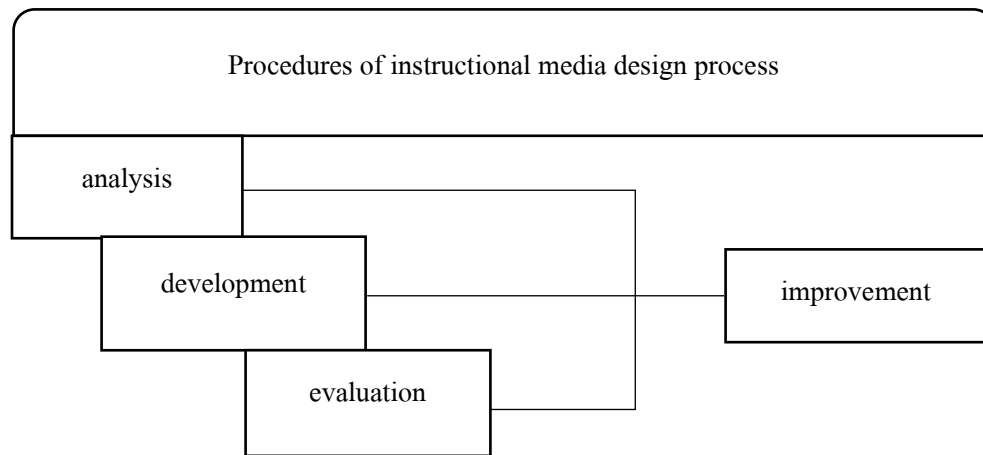 Procedures of instructional media design process
analysis
development
improvement
evaluation